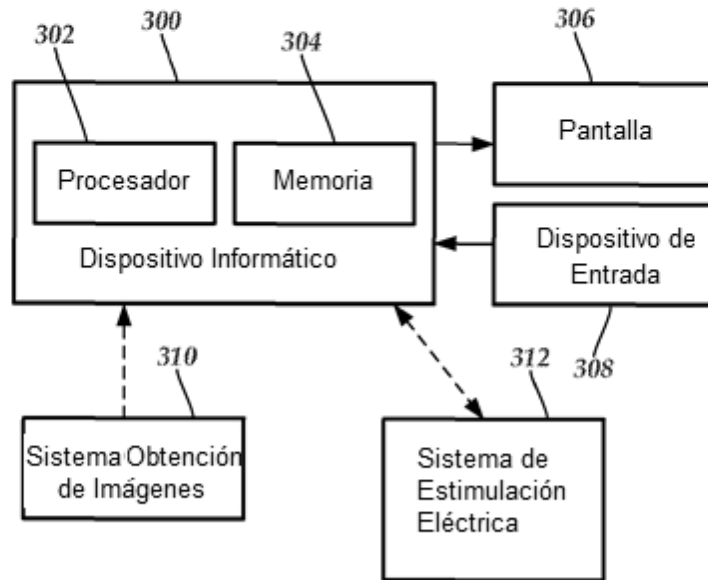 302
300
304
306
Procesador
Memoria
Dispositivo Informático
Pantalla
Dispositivo de
Entrada
308
310
312
Sistema Obtención
de Imágenes
Sistema de
Estimulación
Eléctrica